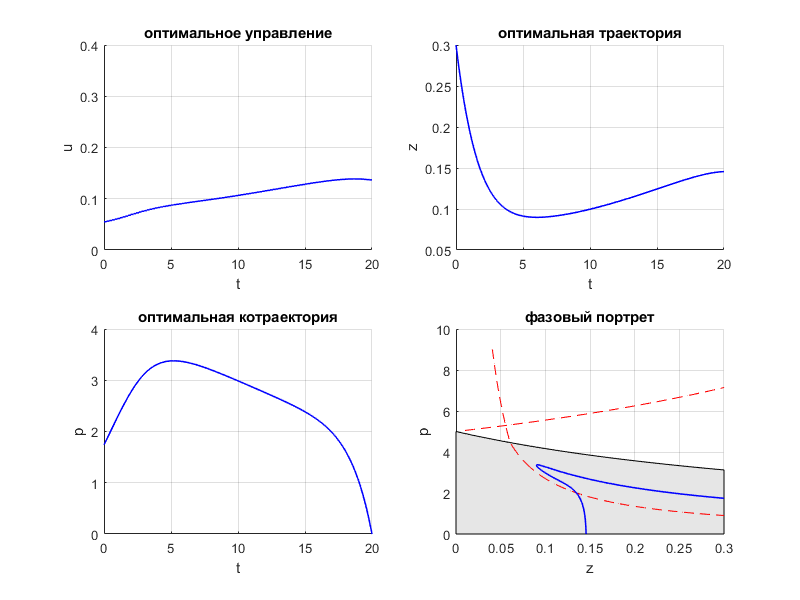 оптимальное управление
0.4
0.3
0.2
0.1
0
u
0 5 10 15 20
t
оптимальная траектория
0.3
0.25
0.2
0.15
0.1
0.05
z
0 5 10 15 20
t
оптимальная котраектория
4
3
2
1
0
p
0 5 10 15 20
t
фазовый портрет
10
8
6
4
2
0
p
0 0.05 0.1 0.15 0.2 0.25 0.3
z